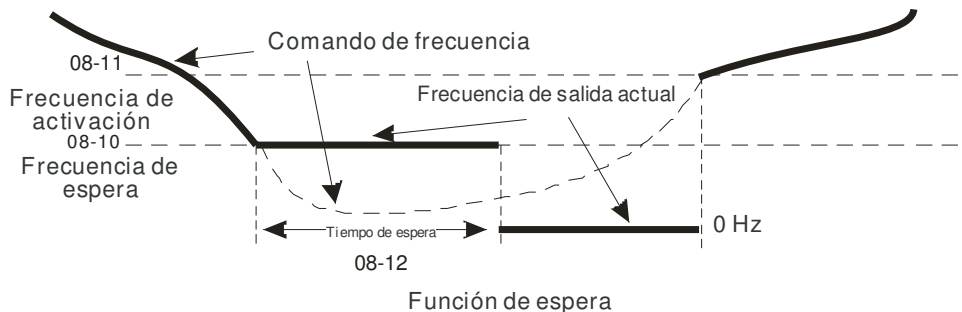 Comando de frecuencia
08-11
Frecuencia de
activación
08-10
Frecuencia de
espera
Frecuencia de salida actual
Tiempo de espera
08-12
0 Hz
Función de espera